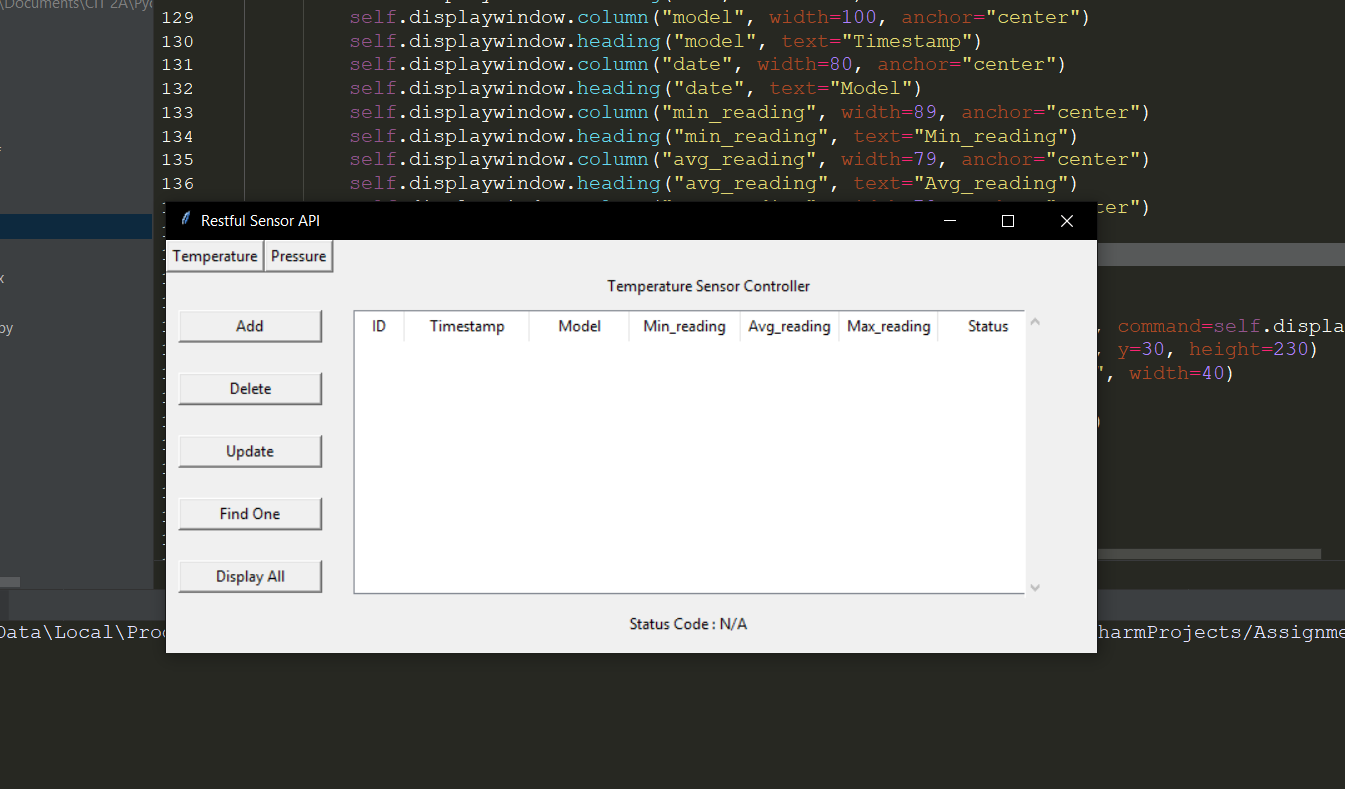 \Documents\CIT 2A\Pyc
129 self.displaywindow.column("model", width=100, anchor="center")
130 self.displaywindow.heading("model", text="Timestamp")
131 self.displaywindow.column("date", width=80, anchor="center")
132 self.displaywindow.heading("date", text="Model")
133 self.displaywindow.column("min_reading", width=89, anchor="center")
134 self.displaywindow.heading("min_reading", text="Min_reading")
135 self.displaywindow.column("avg_reading", width=79, anchor="center")
136 self.displaywindow.heading("avg_reading", text="Avg_reading")
ter")
Restful Sensor API
Temperature Pressure
Temperature Sensor Controller
Add
ID Timestamp Model Min_reading Avg_reading Max_reading Status
Delete
Update
Find One
Display All
Status Code : N/A
x
py
, command=self.displa
, y=30, height=230)
", width=40)
)
Data\Local\Prog
harmProjects/Assignme